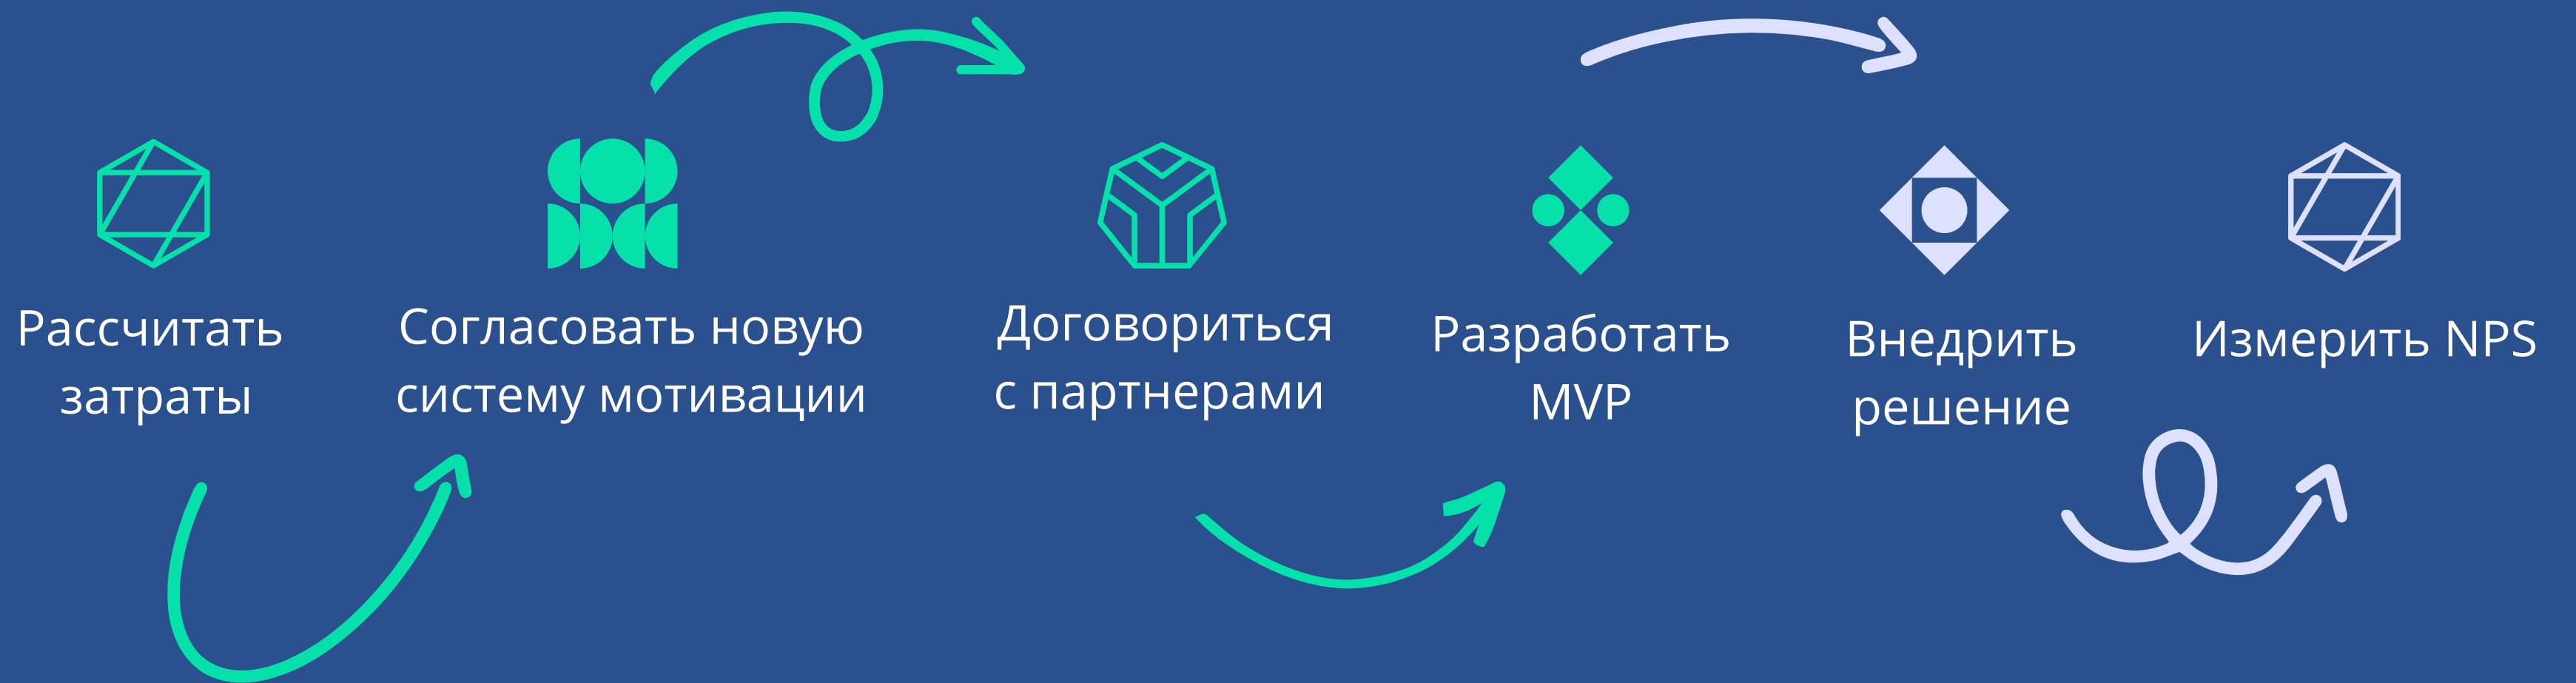 Рассчитать
затраты
Согласовать новую
систему мотивации
Договориться
с партнерами
Разработать
MVP
Внедрить
решение
Измерить NPS